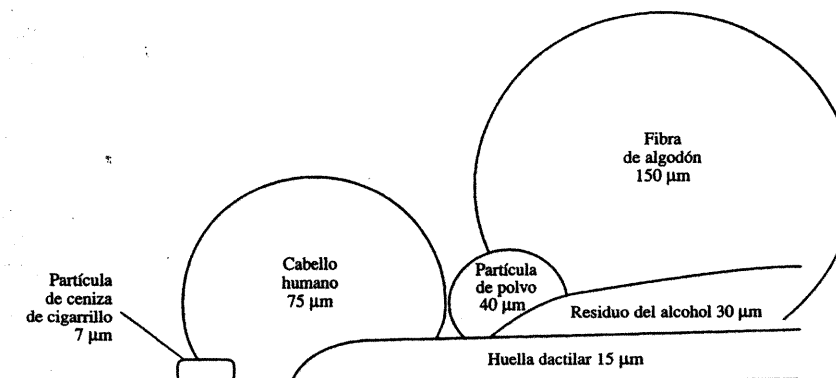 Fibra
de algodón
150 µm
Cabello
humano
75 µm
Partícula
de polvo
40 µm
Partícula
de ceniza
de cigarrillo
7 µm
Residuo del alcohol 30 µm
Huella dactilar 15 µm